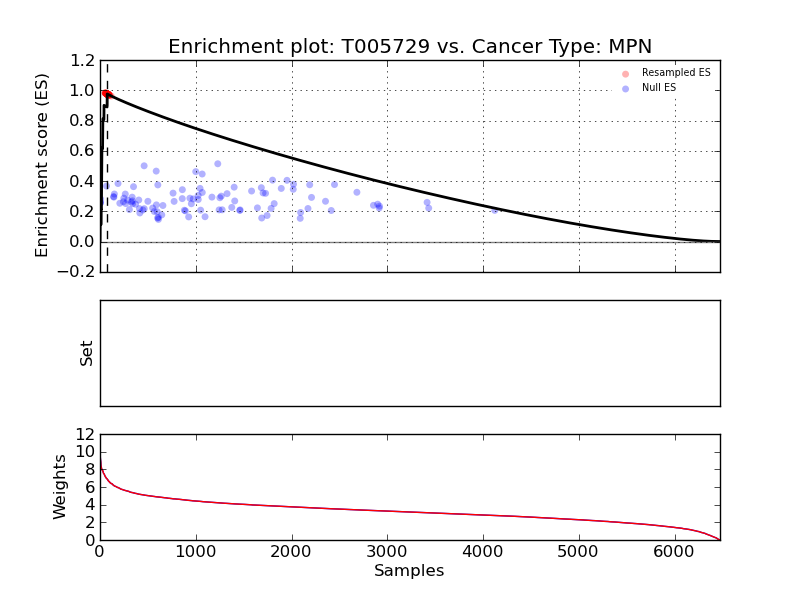 Enrichment plot: T005729 vs. Cancer Type: MPN
Enrichment score (ES)
1.2
1.0
0.8
0.6
0.4
0.2
0.0
−0.2
Resampled ES
Null ES
Set
Weights
12
10
8
6
4
2
0
0 1000 2000 3000 4000 5000 6000
Samples